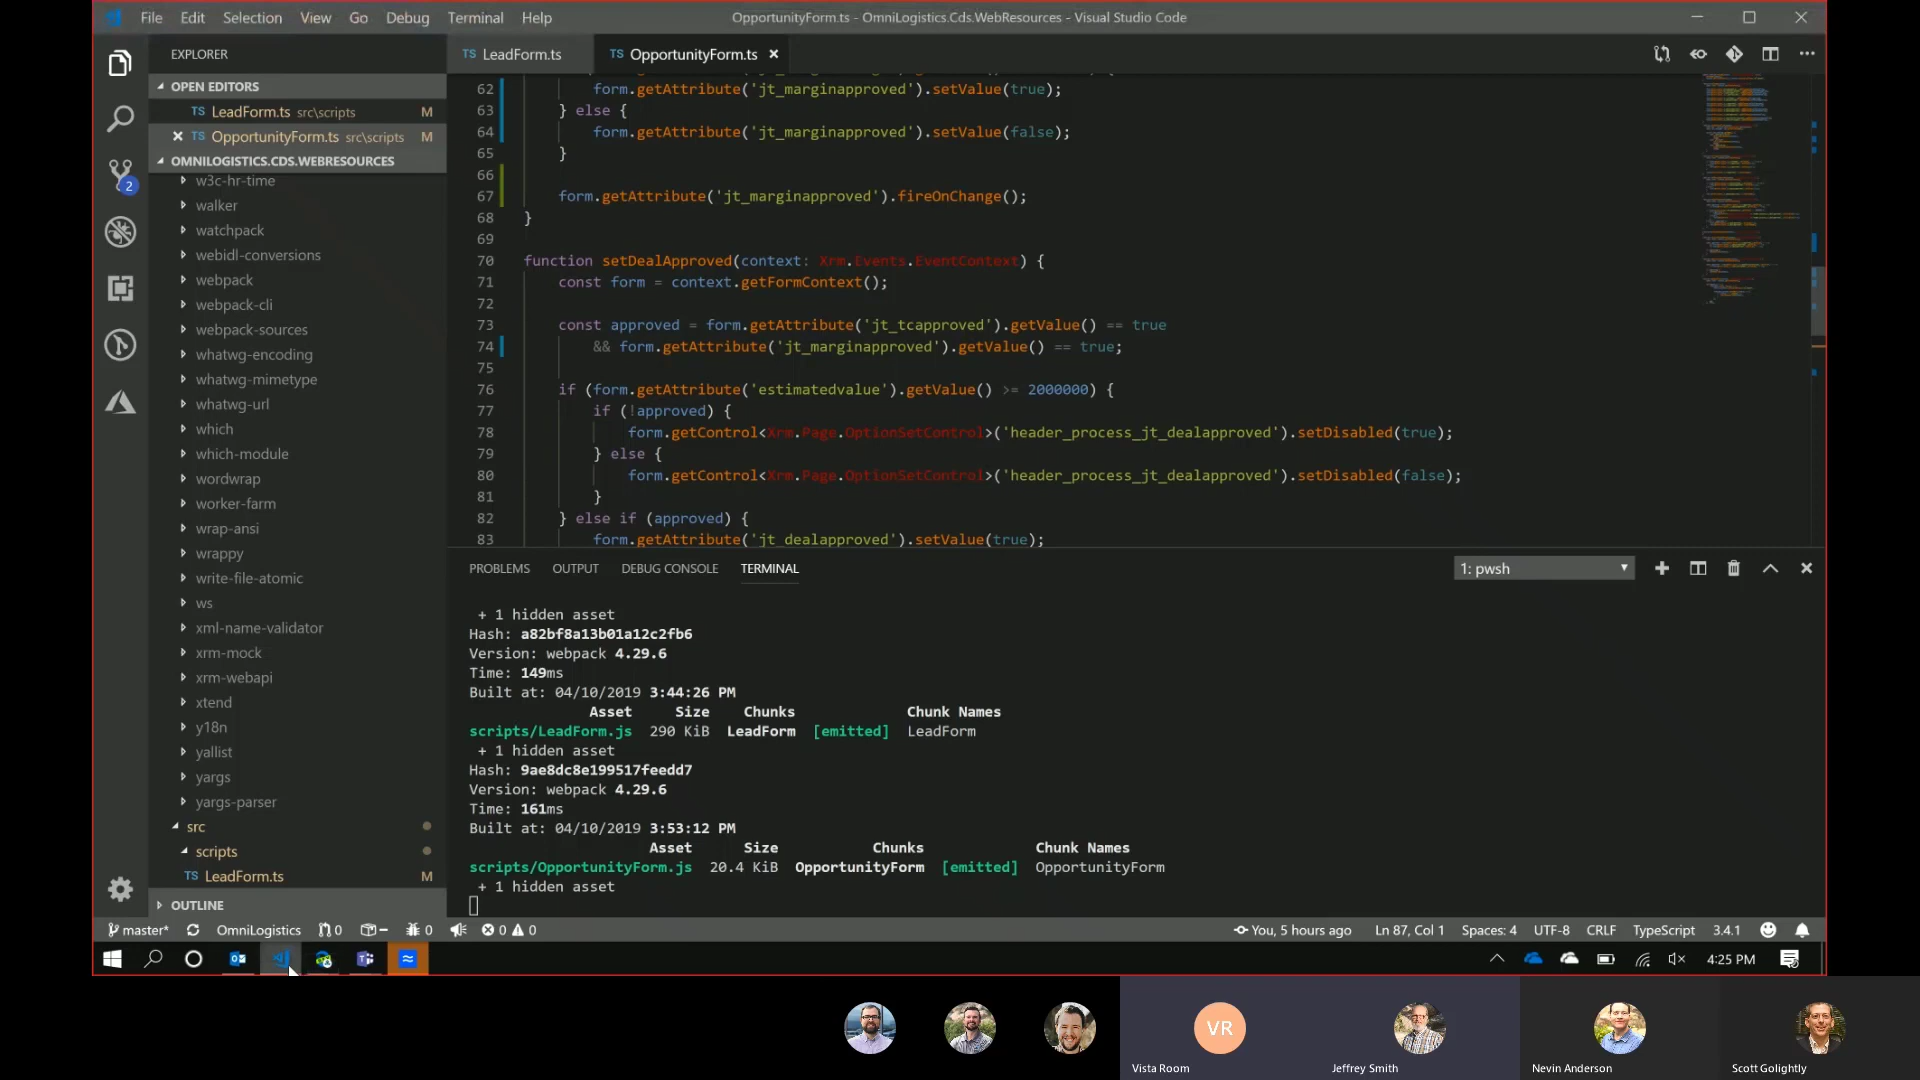 File Edit Selection View Go Debug Terminal Help
OpportunityForm.ts - OmniLogistics.Cds.WebResources - Visual Studio Code
EXPLORER
OPEN EDITORS
TS LeadForm.ts src\scripts M
TS OpportunityForm.ts src\scripts M
OMNILOGISTICS.CDS.WEBRESOURCES
w3c-hr-time
walker
watchpack
webidl-conversions
webpack
webpack-cli
webpack-sources
whatwg-encoding
whatwg-mimetype
whatwg-url
which
which-module
wordwrap
worker-farm
wrap-ansi
wrappy
write-file-atomic
ws
xml-name-validator
xrm-mock
xrm-webapi
xtend
y18n
yallist
yargs
yargs-parser
src
scripts
TS LeadForm.ts M
OUTLINE
2
TS LeadForm.ts
TS OpportunityForm.ts
62 form.getAttribute('jt_marginapproved').setValue(true);
63 } else {
64 form.getAttribute('jt_marginapproved').setValue(false);
65 }
66
67 form.getAttribute('jt_marginapproved').fireOnChange();
68 }
69
70 function setDealApproved(context: Xrm.Events.EventContext) {
71 const form = context.getFormContext();
72
73 const approved = form.getAttribute('jt_tcapproved').getValue() == true
74 && form.getAttribute('jt_marginapproved').getValue() == true;
75
76 if (form.getAttribute('estimatedvalue').getValue() >= 2000000) {
77 if (!approved) {
78 form.getControl<Xrm.Page.OptionSetControl>('header_process_jt_dealapproved').setDisabled(true);
79 } else {
80 form.getControl<Xrm.Page.OptionSetControl>('header_process_jt_dealapproved').setDisabled(false);
81 }
82 } else if (approved) {
83 form.getAttribute('jt_dealapproved').setValue(true);
PROBLEMS OUTPUT DEBUG CONSOLE TERMINAL
1: pwsh
+ 1 hidden asset
Hash: a82bf8a13b01a12c2fb6
Version: webpack 4.29.6
Time: 149ms
Built at: 04/10/2019 3:44:26 PM
Asset Size Chunks Chunk Names
scripts/LeadForm.js 290 KiB LeadForm [emitted] LeadForm
+ 1 hidden asset
Hash: 9ae8dc8e199517feedd7
Version: webpack 4.29.6
Time: 161ms
Built at: 04/10/2019 3:53:12 PM
Asset Size Chunks Chunk Names
scripts/OpportunityForm.js 20.4 KiB OpportunityForm [emitted] OpportunityForm
+ 1 hidden asset
master* OmniLogistics 0 0 0 0 You, 5 hours ago Ln 87, Col 1 Spaces: 4 UTF-8 CRLF TypeScript 3.4.1
4:25 PM
VR
Vista Room
Jeffrey Smith
Nevin Anderson
Scott Golightly